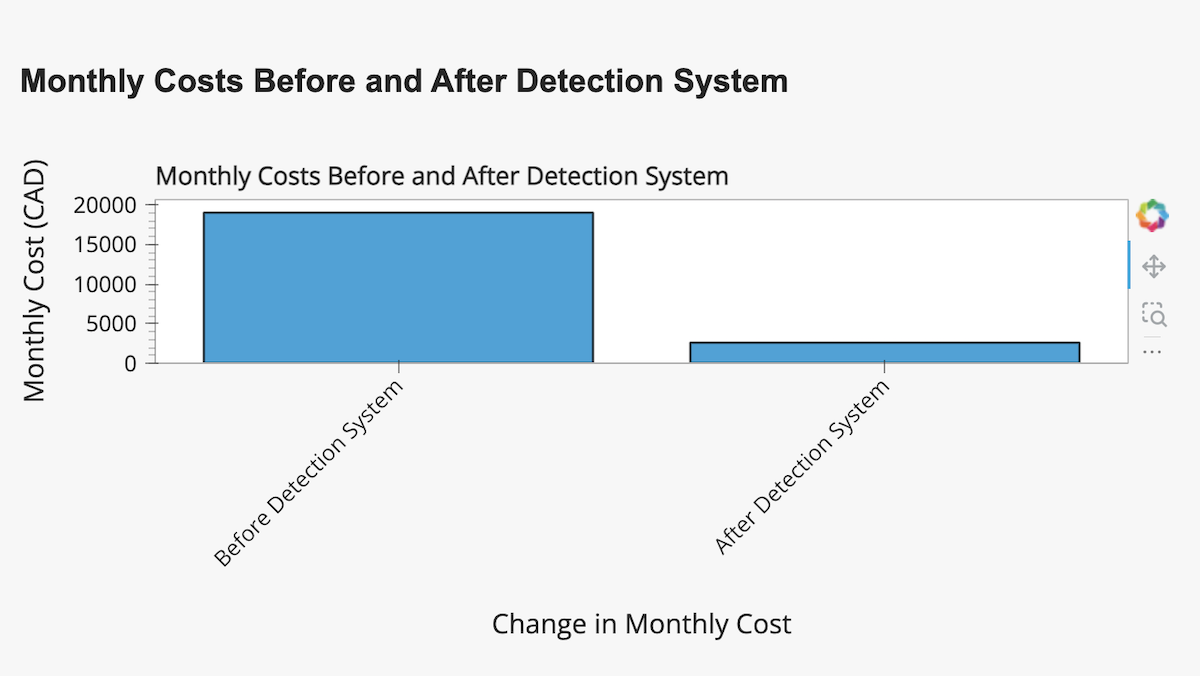 Monthly Costs Before and After Detection System
Monthly Costs Before and After Detection System
Monthly Cost (CAD)
20000
15000
10000
5000
0
Before Detection System
After Detection System
Change in Monthly Cost